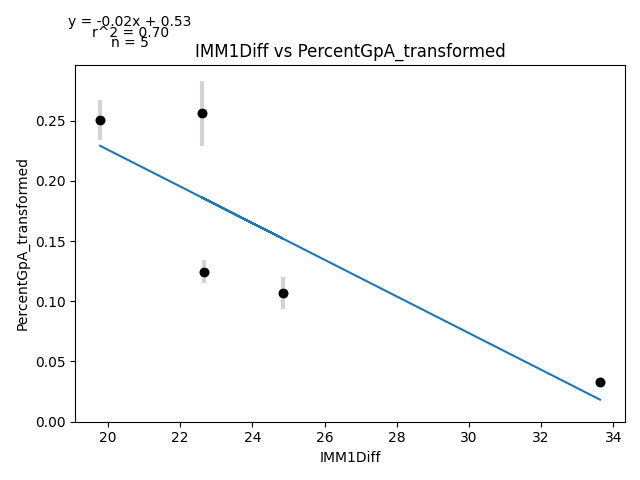 y = -0.02x + 0.53
r^2 = 0.70
n = 5
IMM1Diff vs PercentGpA_transformed
PercentGpA_transformed
0.25
0.20
0.15
0.10
0.05
0.00
20 22 24 26 28 30 32 34
IMM1Diff